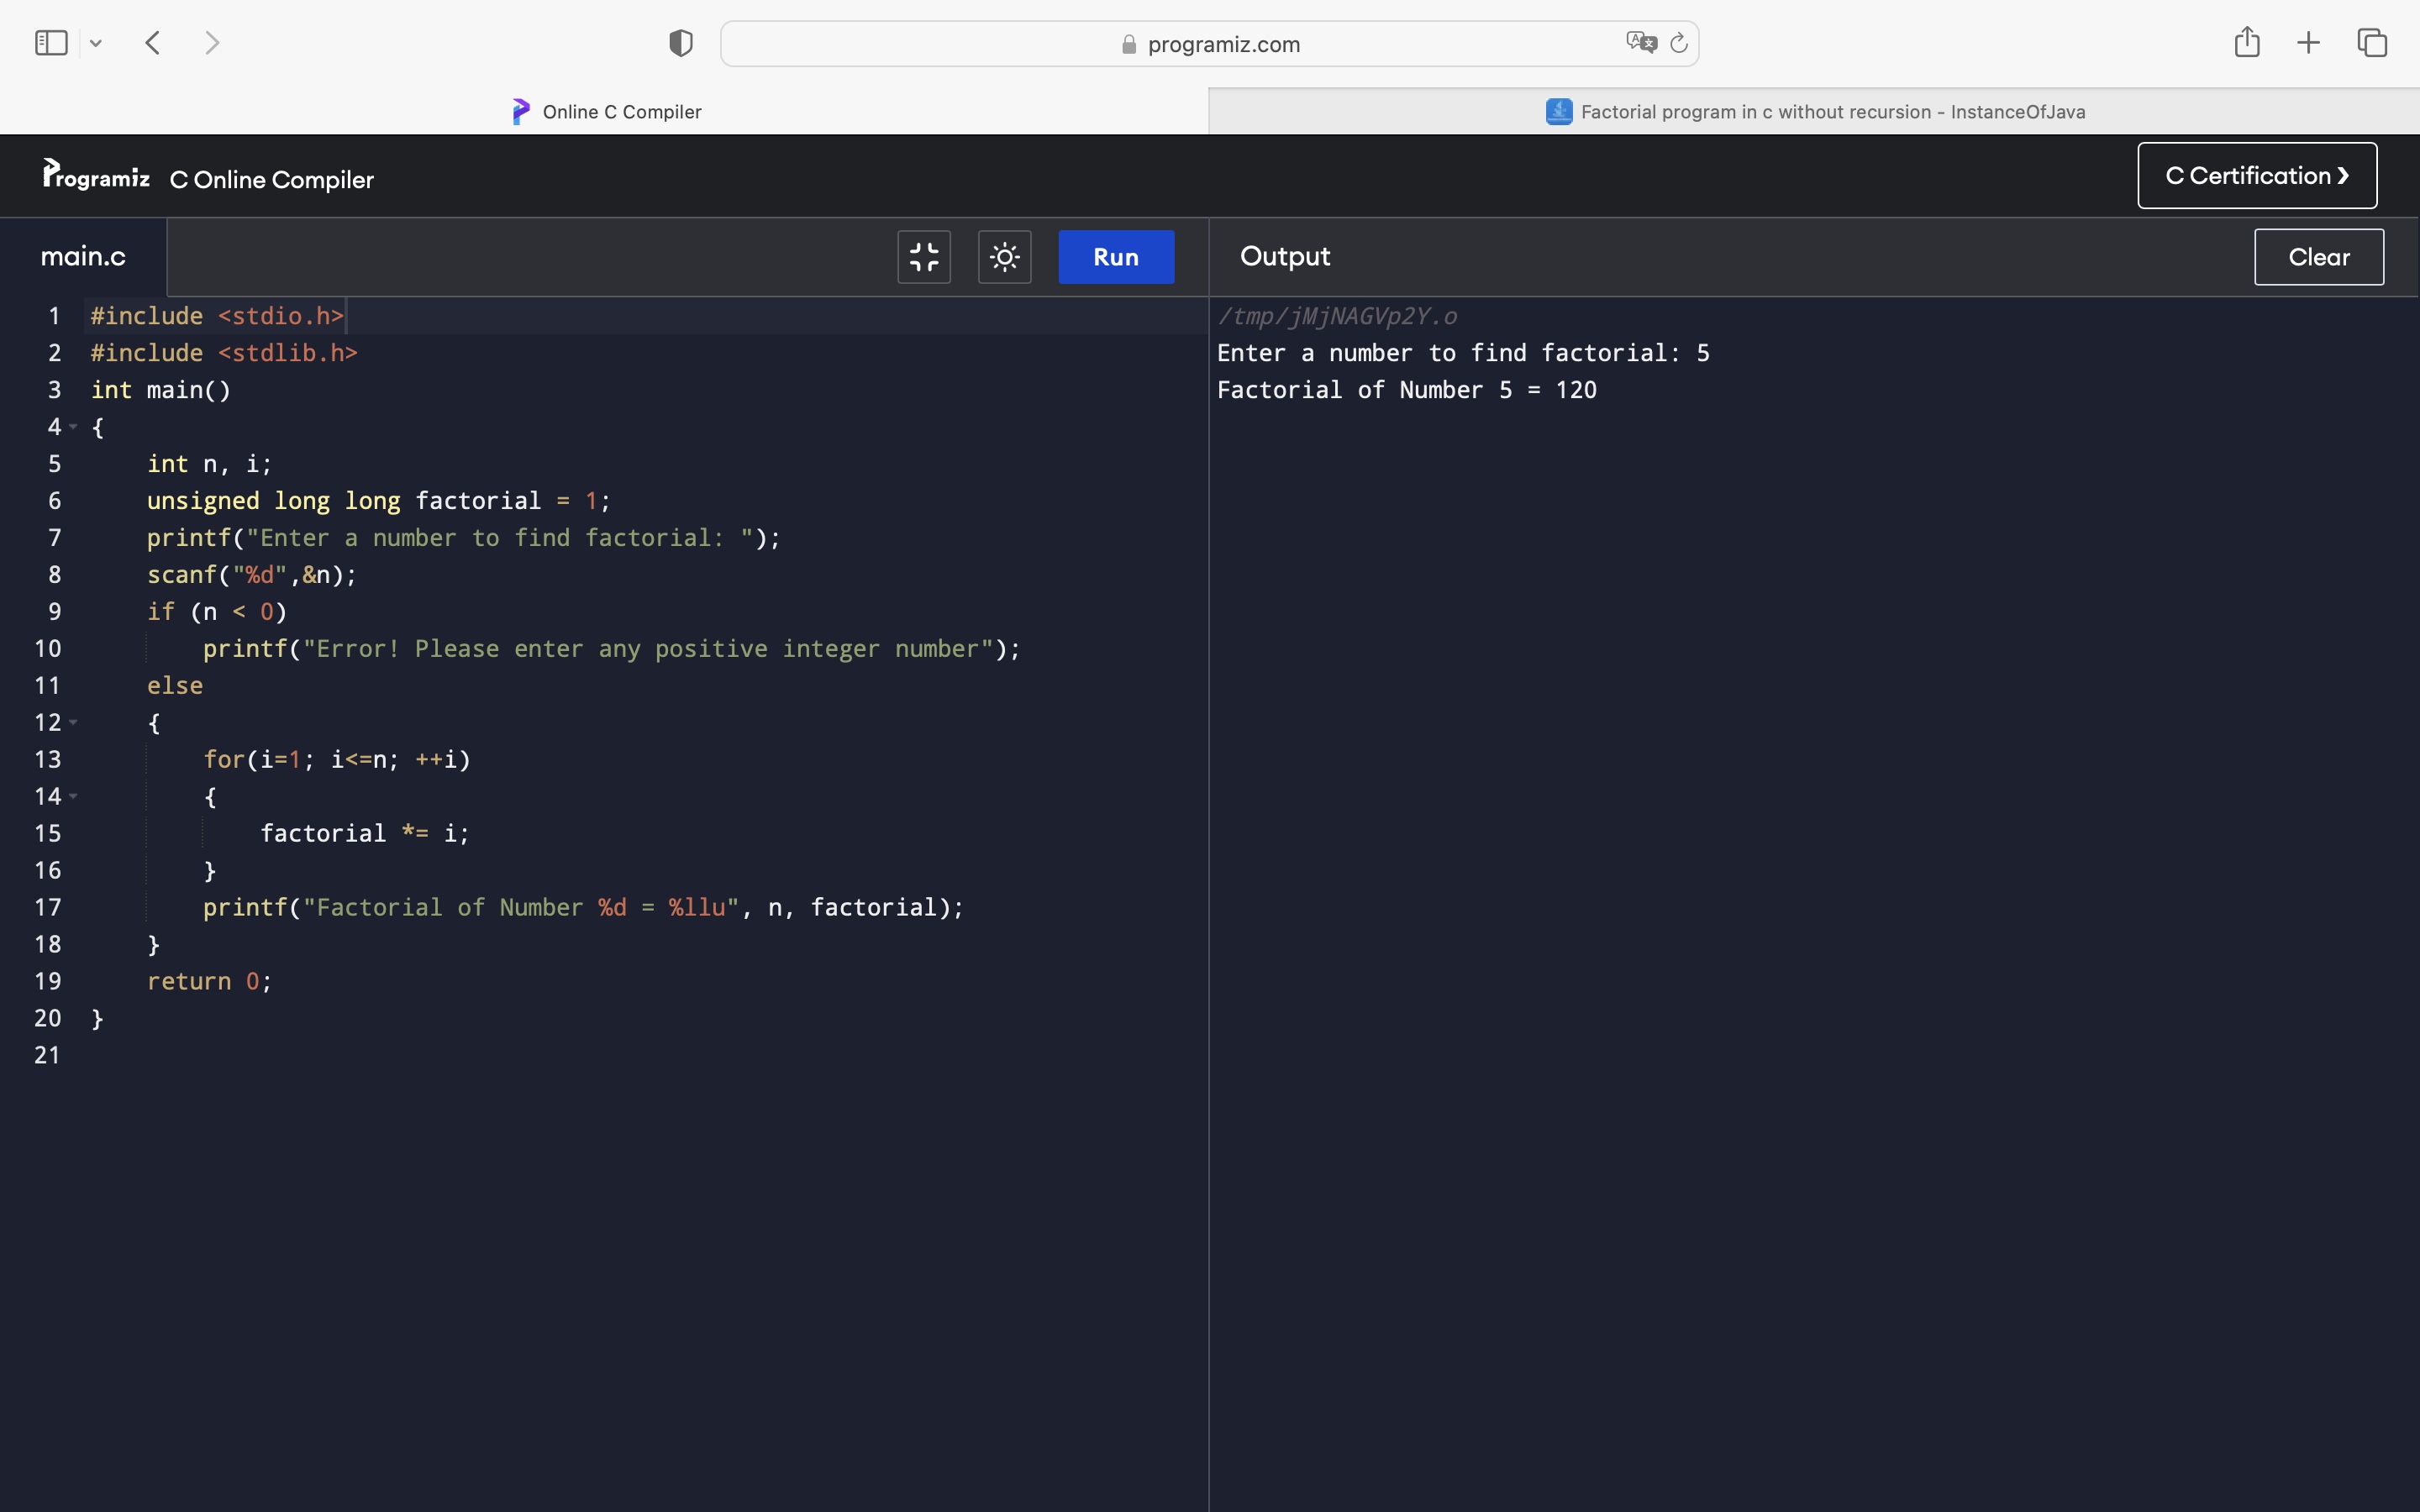 programiz.com
Online C Compiler
Factorial program in c without recursion - InstanceOfJava
Programiz C Online Compiler
C Certification ❯
main.c
Run
Output
Clear
1 #include <stdio.h>
2 #include <stdlib.h>
3 int main()
4 {
5     int n, i;
6     unsigned long long factorial = 1;
7     printf("Enter a number to find factorial: ");
8     scanf("%d",&n);
9     if (n < 0)
10         printf("Error! Please enter any positive integer number");
11     else
12     {
13         for(i=1; i<=n; ++i)
14         {
15             factorial *= i;
16         }
17         printf("Factorial of Number %d = %llu", n, factorial);
18     }
19     return 0;
20 }
21
/tmp/jMjNAGVp2Y.o
Enter a number to find factorial: 5
Factorial of Number 5 = 120